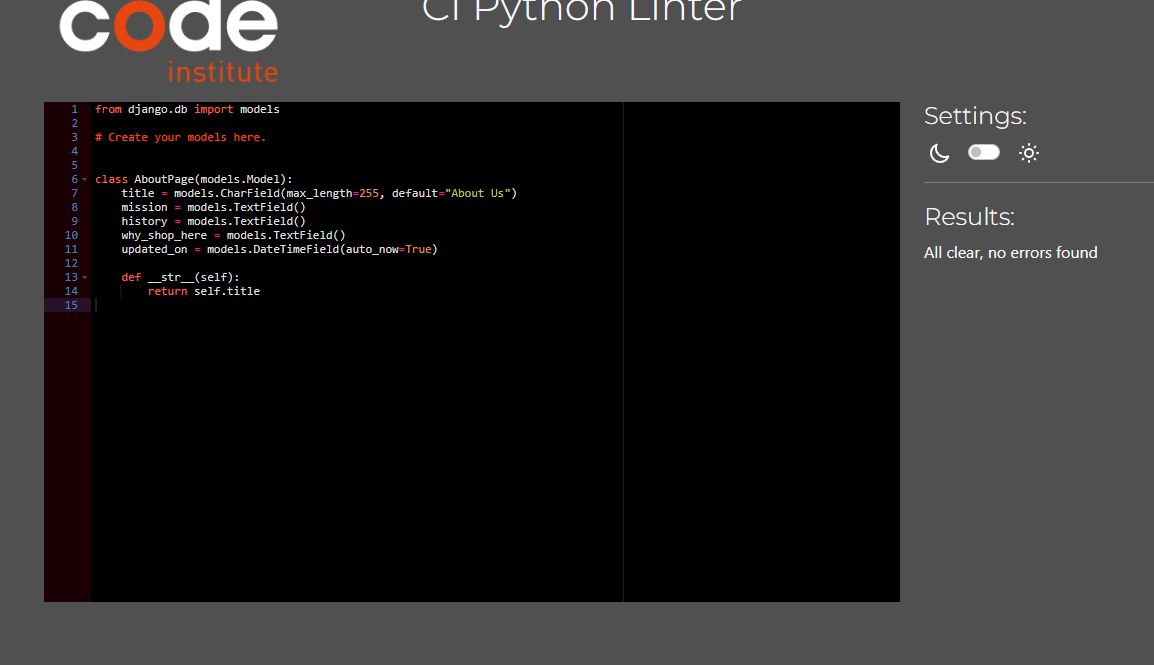 code
institute
CI Python Linter
1 from django.db import models
2
3 # Create your models here.
4
5
6 class AboutPage(models.Model):
7     title = models.CharField(max_length=255, default="About Us")
8     mission = models.TextField()
9     history = models.TextField()
10     why_shop_here = models.TextField()
11     updated_on = models.DateTimeField(auto_now=True)
12
13     def __str__(self):
14         return self.title
15
Settings:
Results:
All clear, no errors found